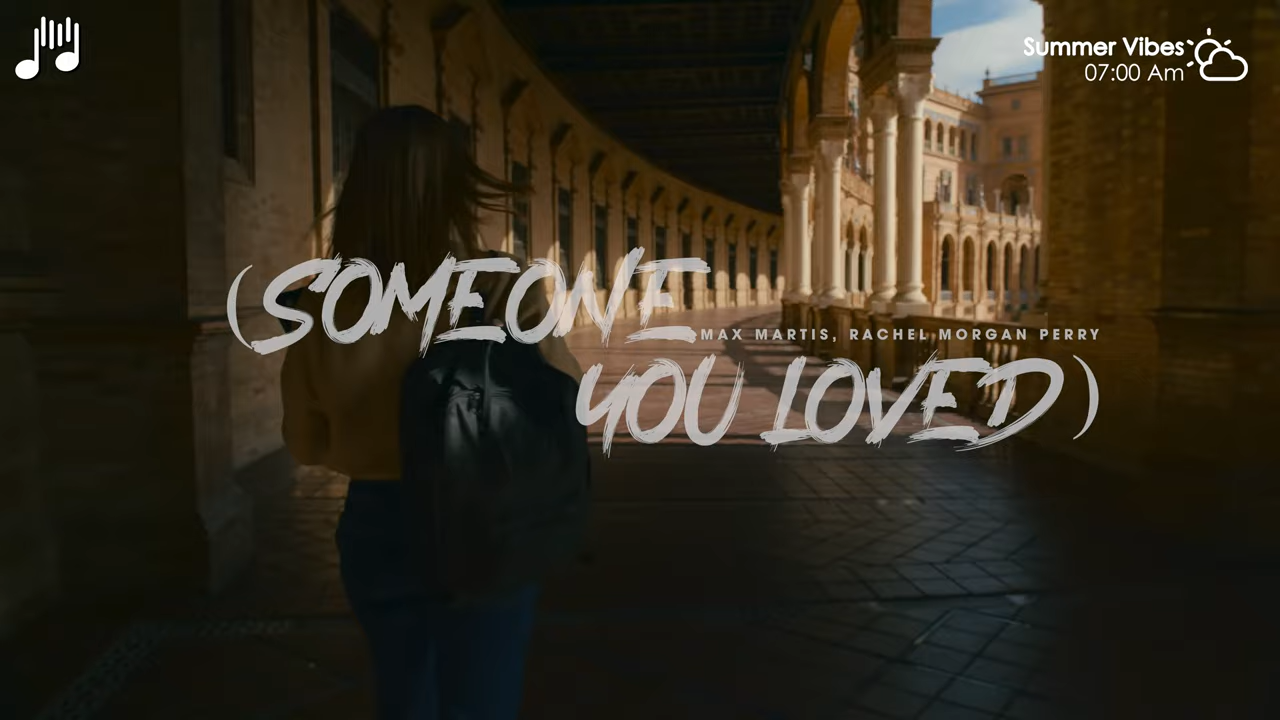 Summer Vibes
07:00 Am
(SOMEONE
MAX MARTIS, RACHEL MORGAN PERRY
YOU LOVED)